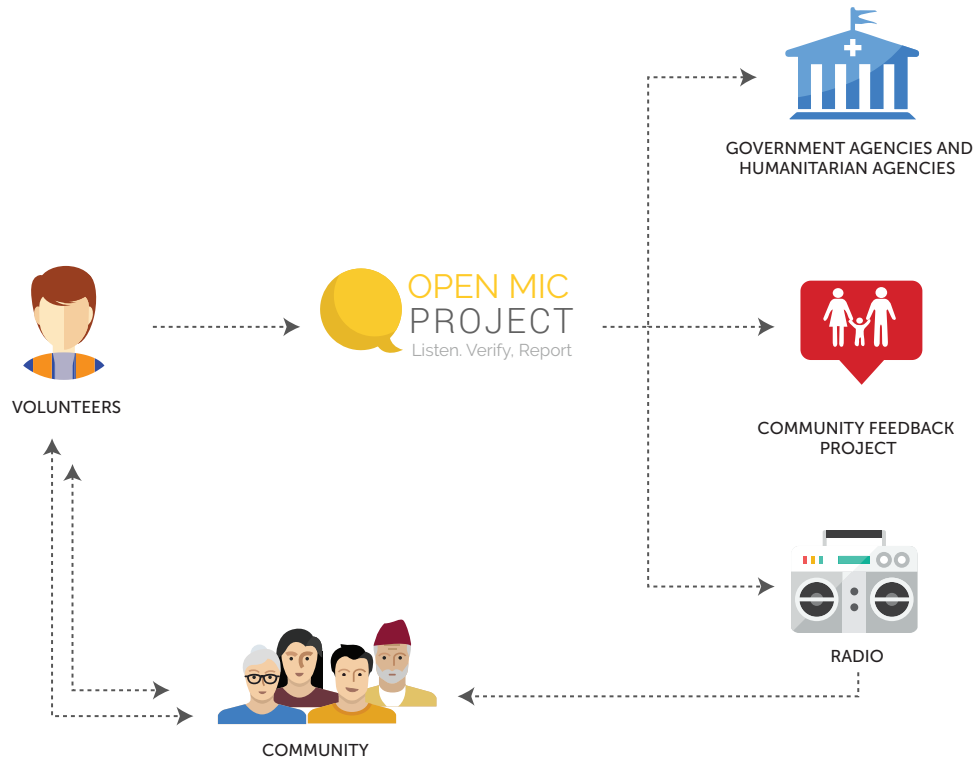 GOVERNMENT AGENCIES AND
HUMANITARIAN AGENCIES
OPEN MIC
PROJECT
Listen. Verify, Report
VOLUNTEERS
COMMUNITY FEEDBACK
PROJECT
RADIO
COMMUNITY